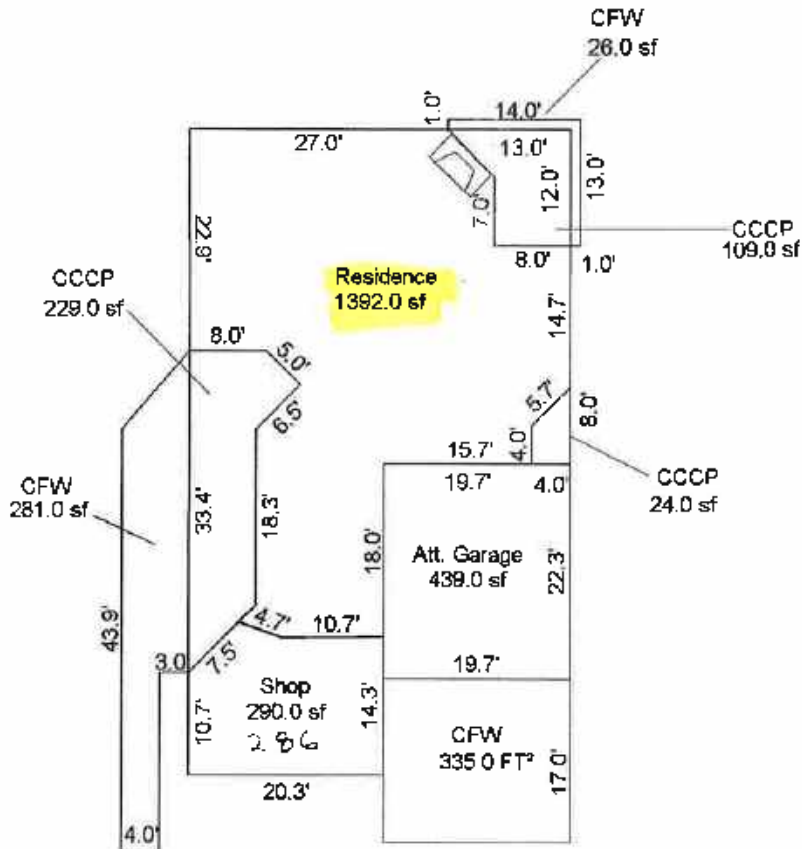 CFW
26.0 sf
1.0'
14.0'
27.0'
13.0'
12.0'
13.0'
22.9'
7.0'
CCCP
109.0 sf
8.0'
1.0'
CCCP
229.0 sf
Residence
1392.0 sf
14.7'
8.0'
5.0'
6.5'
5.7'
8.0'
4.0'
15.7'
19.7'
4.0'
CCCP
24.0 sf
CFW
281.0 sf
33.4'
18.3'
18.0'
Att. Garage
439.0 sf
22.3'
43.9'
4.7'
10.7'
3.0
7.5'
19.7'
10.7'
Shop
290.0 sf
286
14.3'
CFW
335.0 FT²
17.0'
20.3'
4.0'